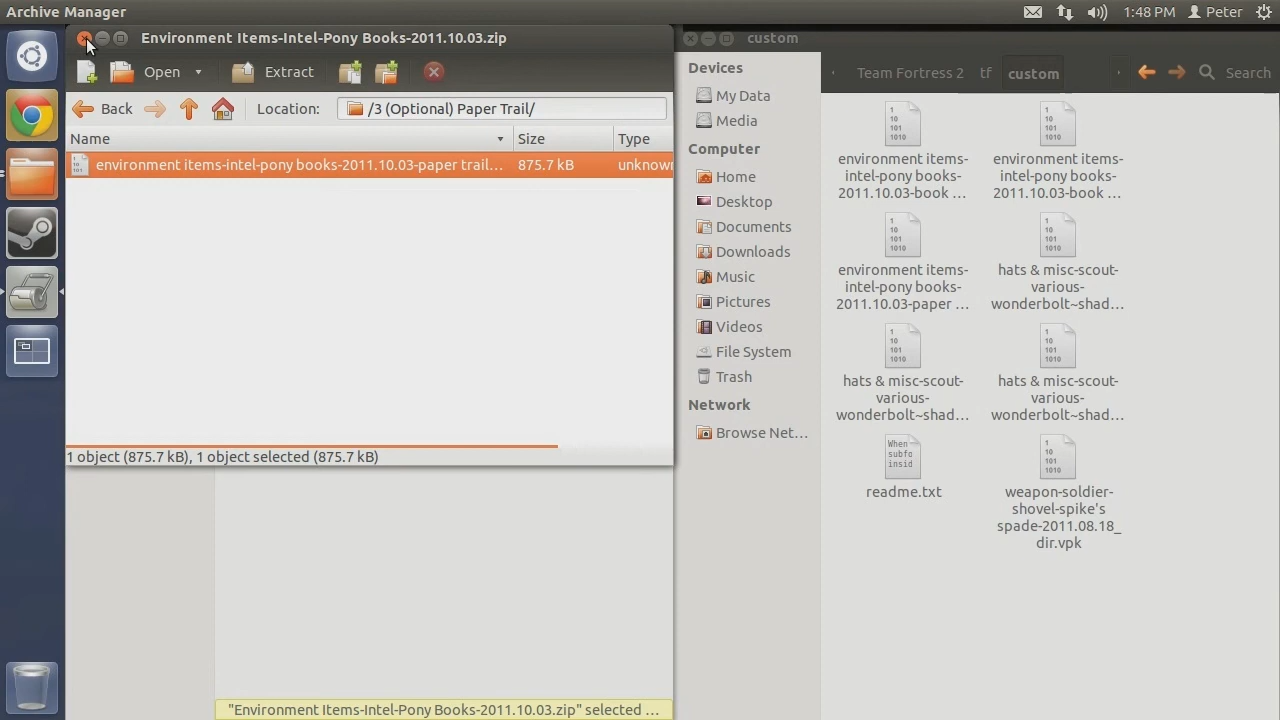 Archive Manager
1:48 PM Peter
Environment Items-Intel-Pony Books-2011.10.03.zip
Open Extract
Back Location: /3 (Optional) Paper Trail/
Name Size Type
environment items-intel-pony books-2011.10.03-paper trail... 875.7 kB unknown
1 object (875.7 kB), 1 object selected (875.7 kB)
"Environment Items-Intel-Pony Books-2011.10.03.zip" selected ...
custom
Team Fortress 2 tf custom Search
Devices
My Data
Media
Computer
Home
Desktop
Documents
Downloads
Music
Pictures
Videos
File System
Trash
Network
Browse Net...
environment items-
intel-pony books-
2011.10.03-book ...
environment items-
intel-pony books-
2011.10.03-book ...
environment items-
intel-pony books-
2011.10.03-paper ...
hats & misc-scout-
various-
wonderbolt~shad...
hats & misc-scout-
various-
wonderbolt~shad...
hats & misc-scout-
various-
wonderbolt~shad...
When
subfo
insid
readme.txt
weapon-soldier-
shovel-spike's
spade-2011.08.18_
dir.vpk